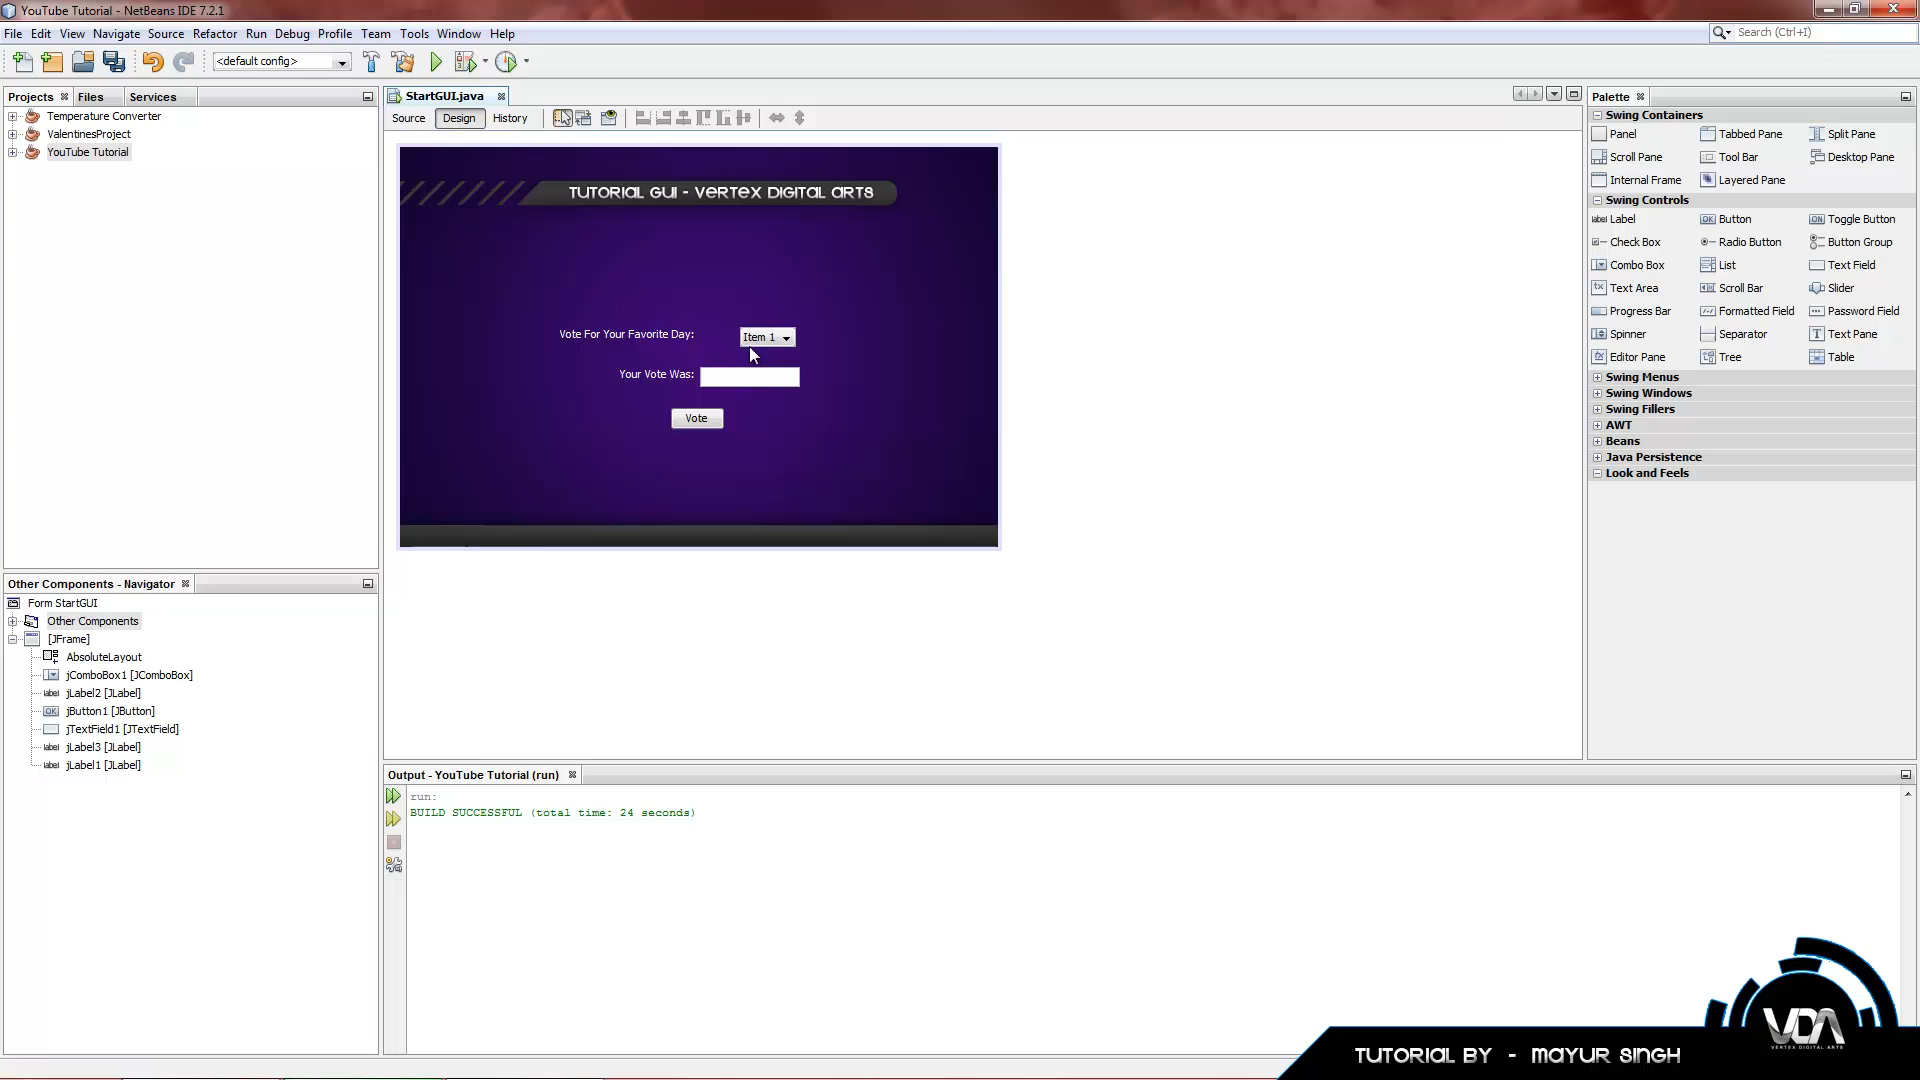 YouTube Tutorial - NetBeans IDE 7.2.1
File Edit View Navigate Source Refactor Run Debug Profile Team Tools Window Help
Search (Ctrl+I)
<default config>
Projects Files Services
Temperature Converter
ValentinesProject
YouTube Tutorial
StartGUI.java
Source Design History
TUTORIAL GUI - VERTEX DIGITAL ARTS
Vote For Your Favorite Day:
Item 1
Your Vote Was:
Vote
Palette
Swing Containers
Panel Tabbed Pane Split Pane
Scroll Pane Tool Bar Desktop Pane
Internal Frame Layered Pane
Swing Controls
Label Button Toggle Button
Check Box Radio Button Button Group
Combo Box List Text Field
Text Area Scroll Bar Slider
Progress Bar Formatted Field Password Field
Spinner Separator Text Pane
Editor Pane Tree Table
Swing Menus
Swing Windows
Swing Fillers
AWT
Beans
Java Persistence
Look and Feels
Other Components - Navigator
Form StartGUI
Other Components
[JFrame]
AbsoluteLayout
jComboBox1 [JComboBox]
jLabel2 [JLabel]
jButton1 [JButton]
jTextField1 [JTextField]
jLabel3 [JLabel]
jLabel1 [JLabel]
Output - YouTube Tutorial (run)
run:
BUILD SUCCESSFUL (total time: 24 seconds)
VDA
VERTEX DIGITAL ARTS
TUTORIAL BY - MAYUR SINGH